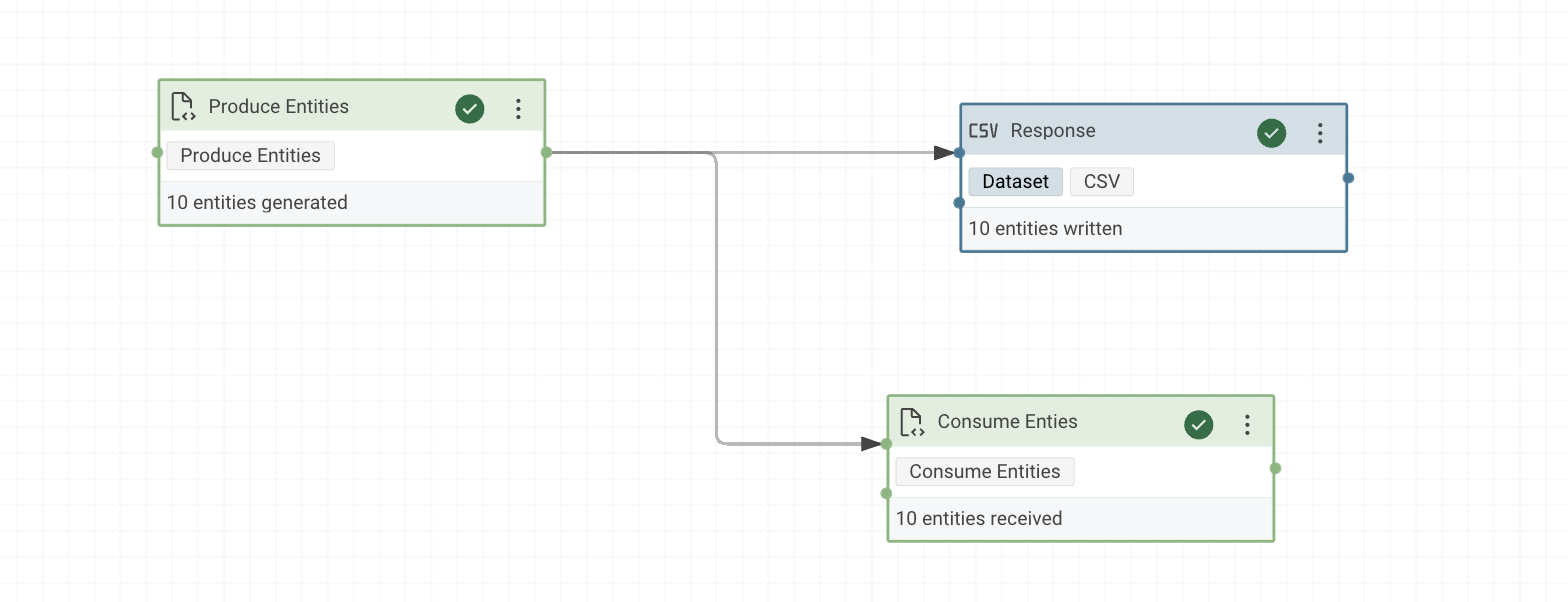 Produce Entities
Produce Entities
10 entities generated
CSV Response
Dataset CSV
10 entities written
Consume Enties
Consume Entities
10 entities received